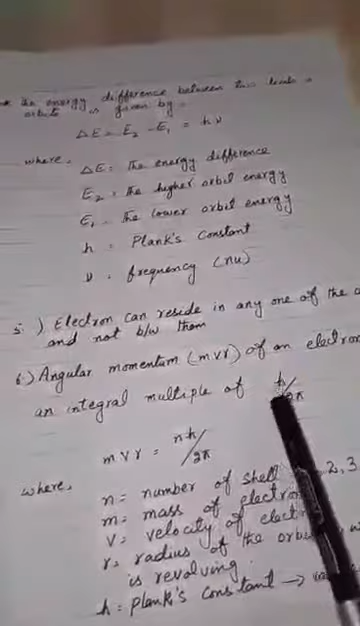 the energy difference between two
orbits is given by -
ΔE = E₂ - E₁ = hν
where,
ΔE = The energy difference
E₂ = the higher orbit energy
E₁ = the lower orbit energy
h = Plank's Constant
ν = frequency (nu)
5.) Electron can reside in any one of the
and not b/w them
6.) Angular momentum (mvr) of an electron
an integral multiple of h/2π
mvr = nh/2π
where,
n = number of shell 2, 3
m = mass of electron
v = velocity of
r = radius of the
is revolving.
h = plank's constant →